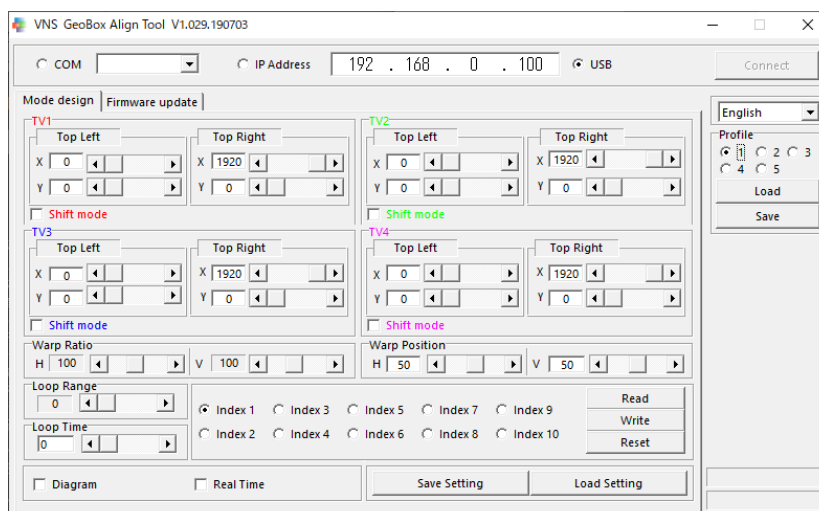 VNS GeoBox Align Tool V1.029.190703
COM IP Address 192 . 168 . 0 . 100 USB Connect
Mode design Firmware update
English
TV1 TV2
Top Left Top Right Top Left Top Right
X 0 X 1920 X 0 X 1920
Y 0 Y 0 Y 0 Y 0
Shift mode Shift mode
Profile
1 2 3
4 5
Load
Save
TV3 TV4
Top Left Top Right Top Left Top Right
X 0 X 1920 X 0 X 1920
Y 0 Y 0 Y 0 Y 0
Shift mode Shift mode
Warp Ratio Warp Position
H 100 V 100 H 50 V 50
Loop Range
0
Loop Time
0
Index 1 Index 3 Index 5 Index 7 Index 9
Index 2 Index 4 Index 6 Index 8 Index 10
Read
Write
Reset
Diagram Real Time Save Setting Load Setting